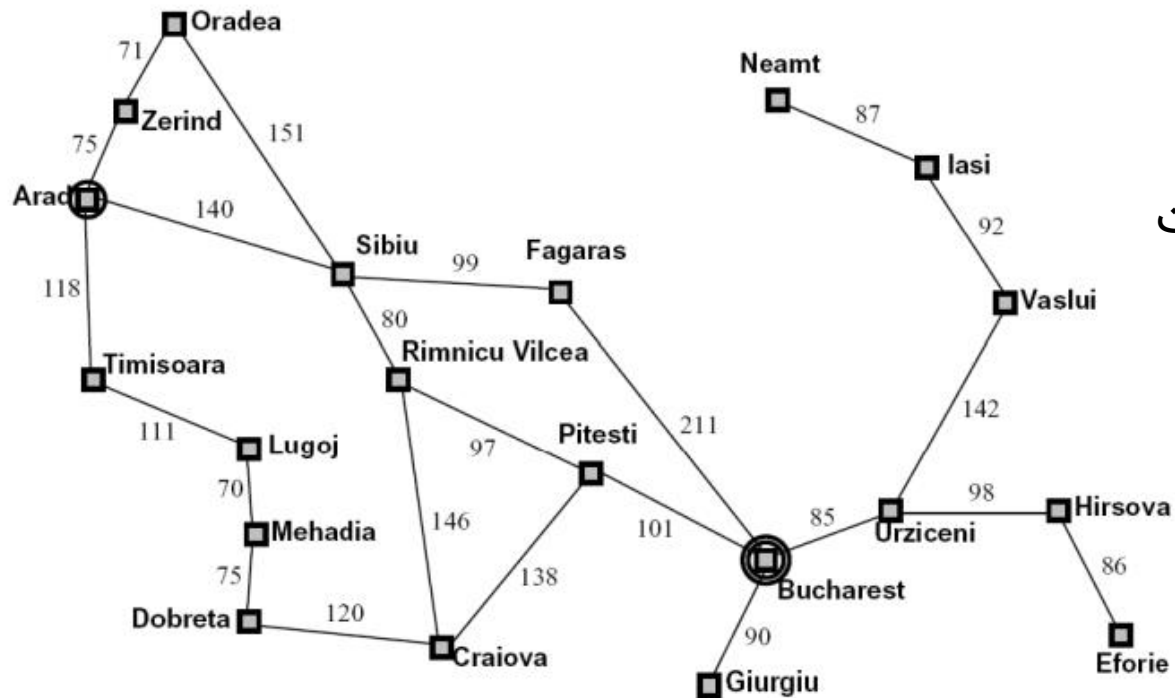 Oradea
71
Neamt
Zerind
87
75
151
Iasi
Arad
140
92
Sibiu
Fagaras
99
118
Vaslui
80
Timisoara
Rimnicu Vilcea
142
111
211
Lugoj
Pitesti
97
70
98
Hirsova
146
101
85
Urziceni
Mehadia
86
75
138
Bucharest
Dobreta
120
90
Craiova
Eforie
Giurgiu